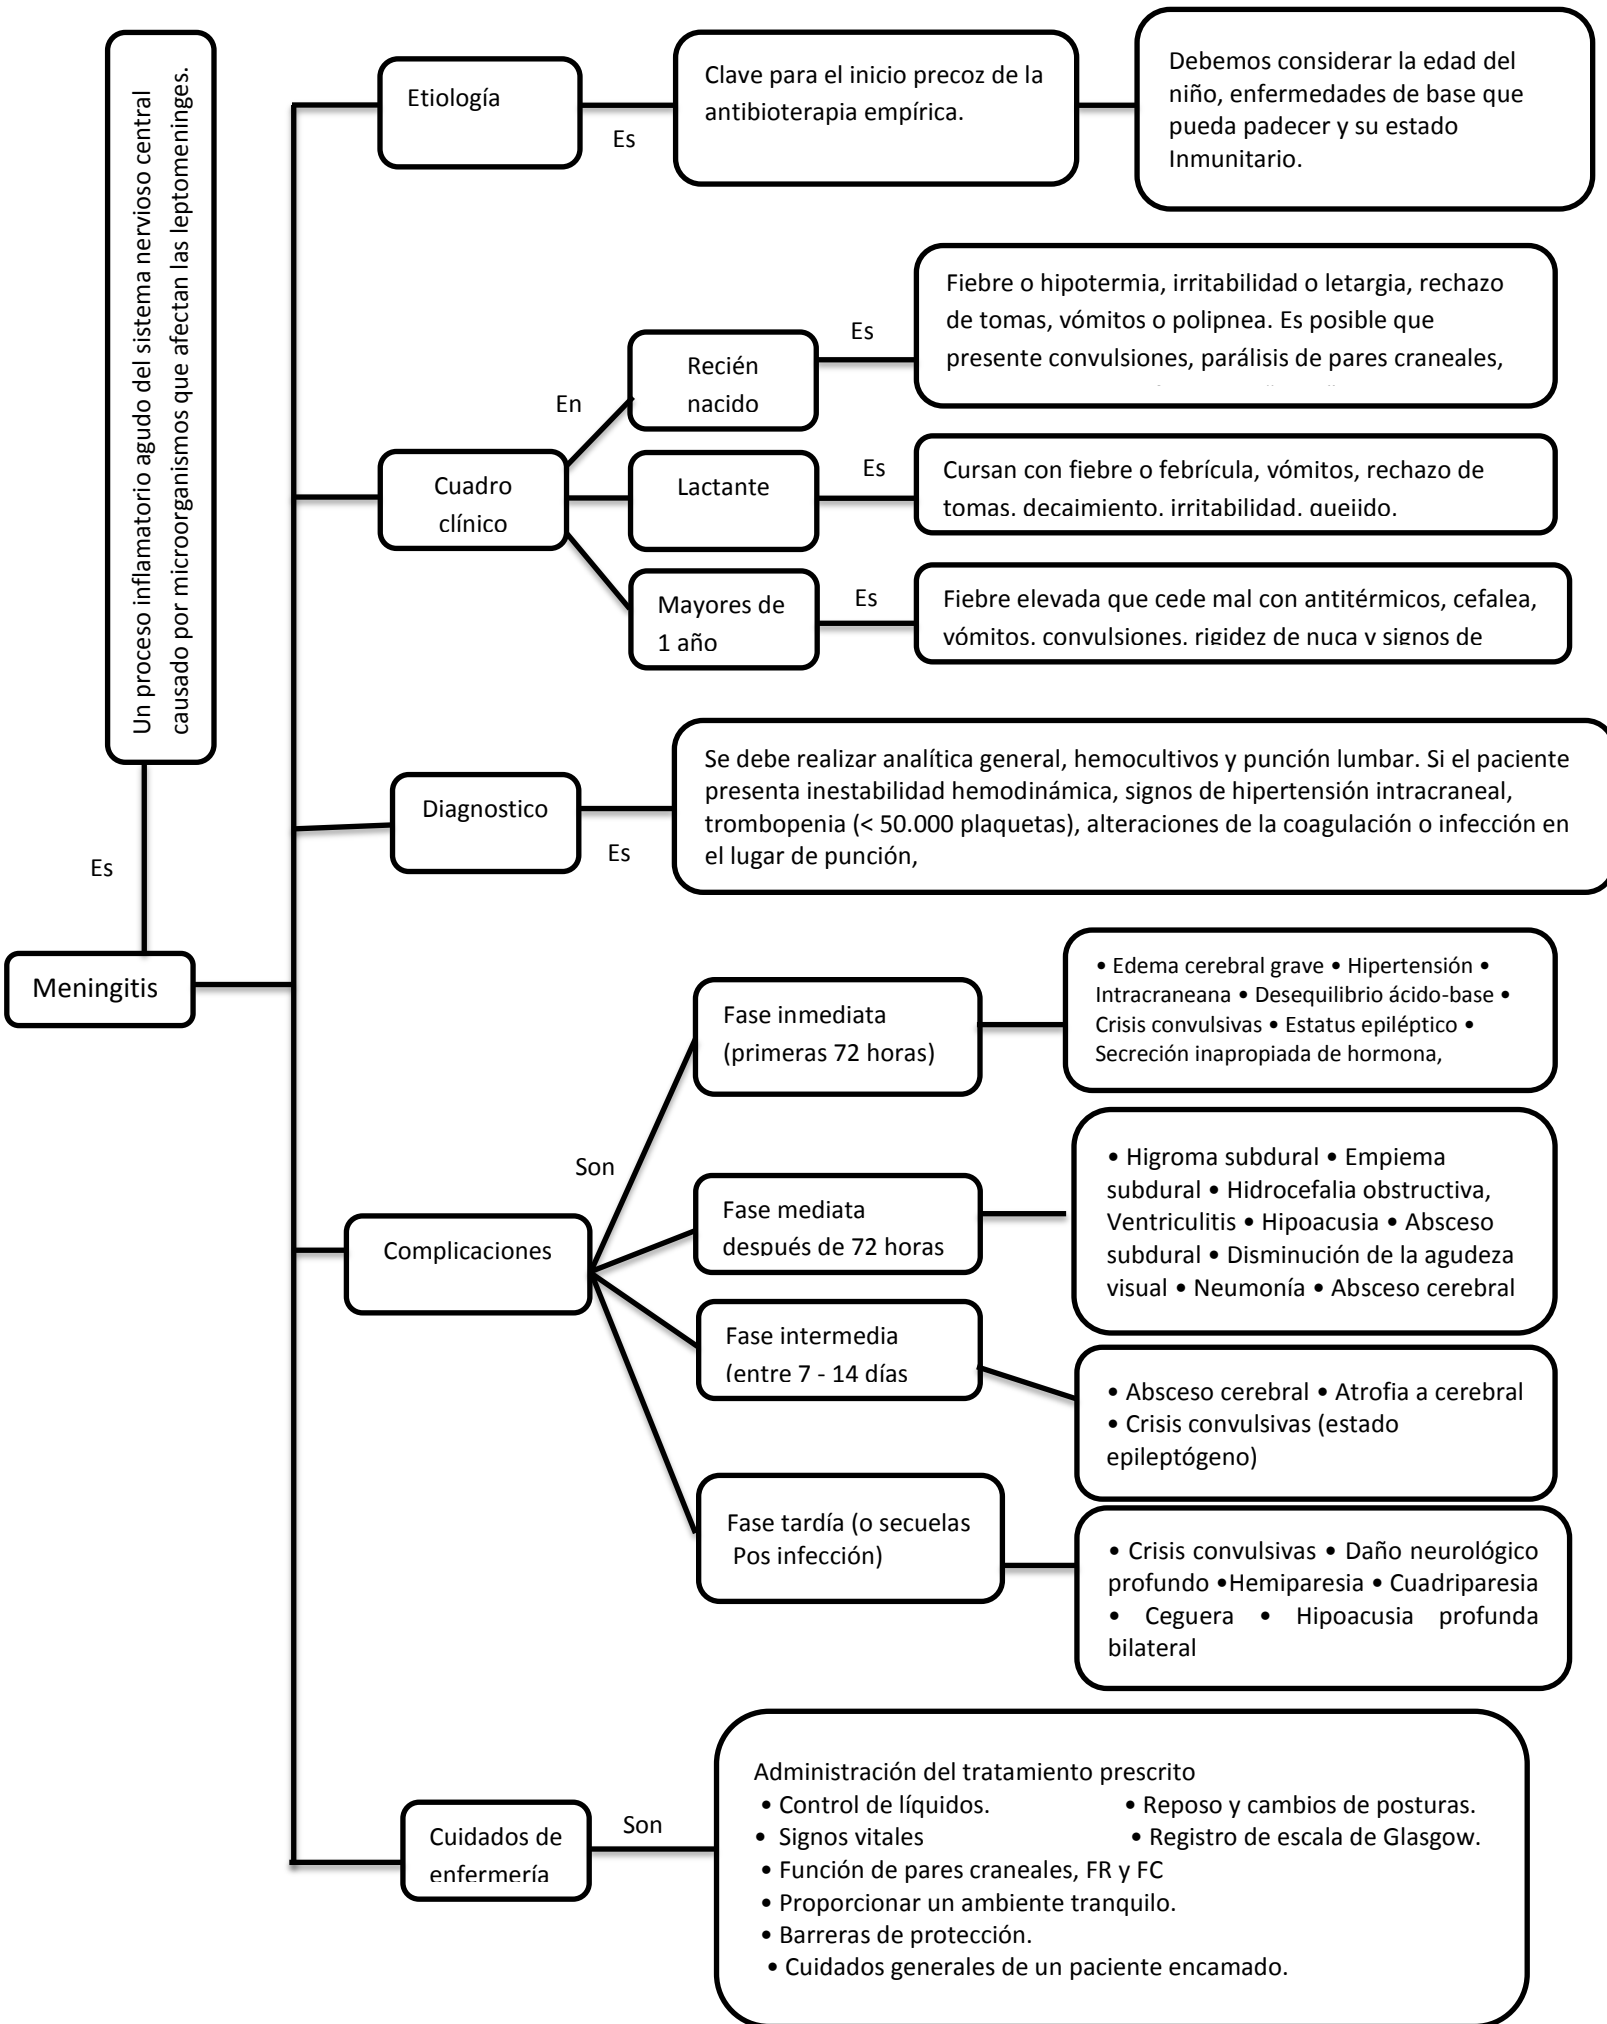 Un proceso inflamatorio agudo del sistema nervioso central
causado por microorganismos que afectan las leptomeninges.
Es
Meningitis
Etiología
Es
Clave para el inicio precoz de la
antibioterapia empírica.
Debemos considerar la edad del
niño, enfermedades de base que
pueda padecer y su estado
Inmunitario.
Cuadro
clínico
En
Recién
nacido
Es
Fiebre o hipotermia, irritabilidad o letargia, rechazo
de tomas, vómitos o polipnea. Es posible que
presente convulsiones, parálisis de pares craneales,
Lactante
Es
Cursan con fiebre o febrícula, vómitos, rechazo de
tomas, decaimiento, irritabilidad, quejido.
Mayores de
1 año
Es
Fiebre elevada que cede mal con antitérmicos, cefalea,
vómitos, convulsiones, rigidez de nuca y signos de
Diagnostico
Es
Se debe realizar analítica general, hemocultivos y punción lumbar. Si el paciente
presenta inestabilidad hemodinámica, signos de hipertensión intracraneal,
trombopenia (< 50.000 plaquetas), alteraciones de la coagulación o infección en
el lugar de punción,
Complicaciones
Son
Fase inmediata
(primeras 72 horas)
• Edema cerebral grave • Hipertensión •
Intracraneana • Desequilibrio ácido-base •
Crisis convulsivas • Estatus epiléptico •
Secreción inapropiada de hormona,
Fase mediata
después de 72 horas
• Higroma subdural • Empiema
subdural • Hidrocefalia obstructiva,
Ventriculitis • Hipoacusia • Absceso
subdural • Disminución de la agudeza
visual • Neumonía • Absceso cerebral
Fase intermedia
(entre 7 - 14 días
• Absceso cerebral • Atrofia a cerebral
• Crisis convulsivas (estado
epileptógeno)
Fase tardía (o secuelas
Pos infección)
• Crisis convulsivas • Daño neurológico
profundo •Hemiparesia • Cuadriparesia
• Ceguera • Hipoacusia profunda
bilateral
Cuidados de
enfermería
Son
Administración del tratamiento prescrito
• Control de líquidos. • Reposo y cambios de posturas.
• Signos vitales • Registro de escala de Glasgow.
• Función de pares craneales, FR y FC
• Proporcionar un ambiente tranquilo.
• Barreras de protección.
• Cuidados generales de un paciente encamado.